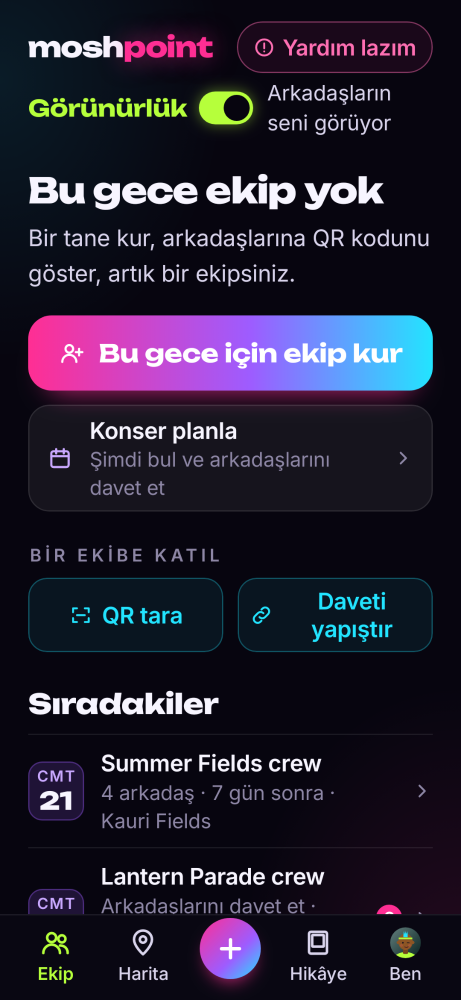 moshpoint
Yardım lazım
Görünürlük
Arkadaşların
seni görüyor
Bu gece ekip yok
Bir tane kur, arkadaşlarına QR kodunu
göster, artık bir ekipsiniz.
Bu gece için ekip kur
Konser planla
Şimdi bul ve arkadaşlarını
davet et
BİR EKİBE KATIL
QR tara
Daveti
yapıştır
Sıradakiler
CMT
21
Summer Fields crew
4 arkadaş · 7 gün sonra ·
Kauri Fields
CMT
Lantern Parade crew
Arkadaşlarını davet et ·
Ekip
Harita
Hikâye
Ben